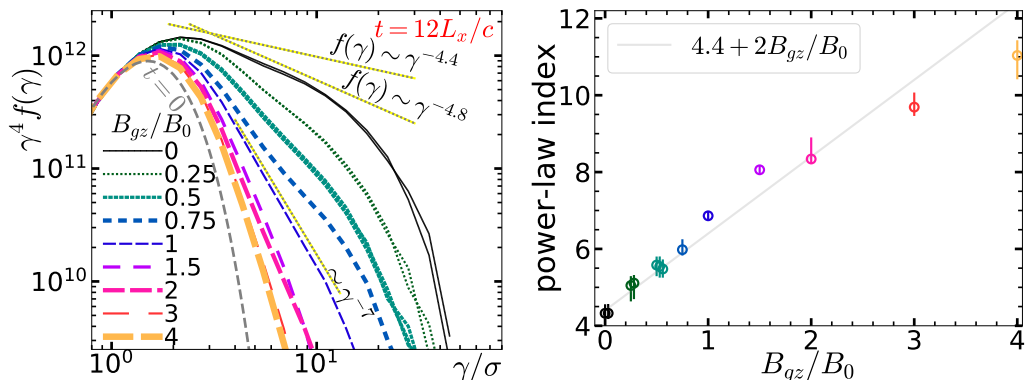 t = 12L_x/c
f(γ) ∼ γ^{-4.4}
f(γ) ∼ γ^{-4.8}
t=0
∼γ^{-7}
γ^4 f(γ)
10^{12}
10^{11}
10^{10}
B_{gz}/B_0
0
0.25
0.5
0.75
1
1.5
2
3
4
10^0
10^1
γ/σ
4.4 + 2B_{gz}/B_0
power-law index
12
10
8
6
4
0
1
2
3
4
B_{gz}/B_0